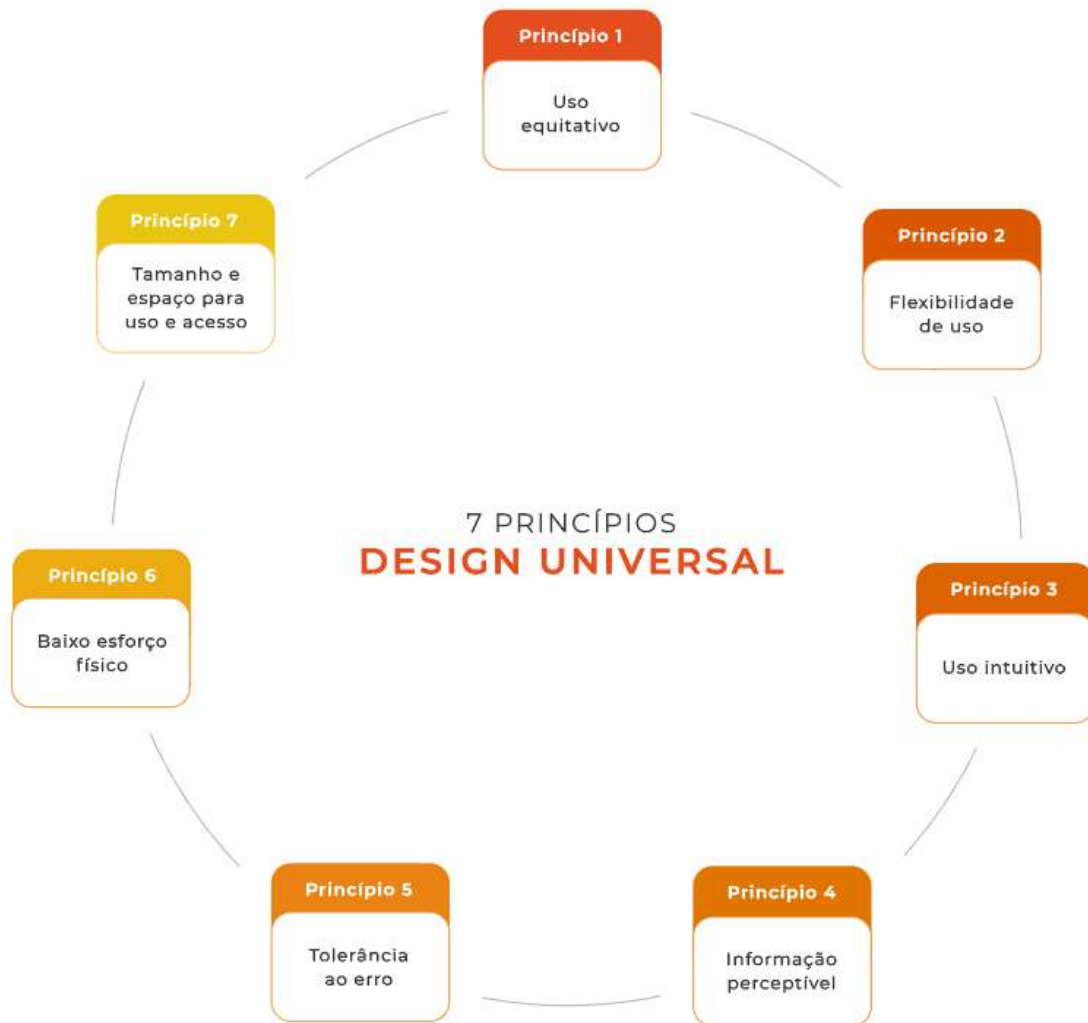 Princípio 1
Uso
equitativo
Princípio 2
Flexibilidade
de uso
Princípio 3
Uso intuitivo
Princípio 4
Informação
perceptível
Princípio 5
Tolerância
ao erro
Princípio 6
Baixo esforço
físico
Princípio 7
Tamanho e
espaço para
uso e acesso
7 PRINCÍPIOS
DESIGN UNIVERSAL